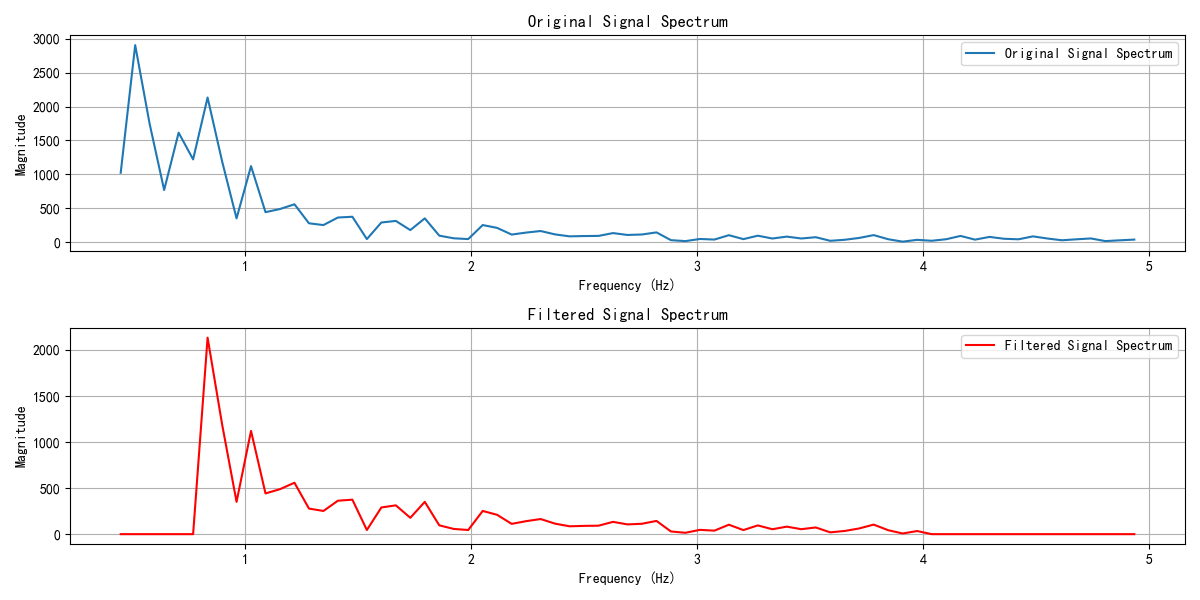 Original Signal Spectrum
3000
2500
2000
1500
1000
500
0
Magnitude
Original Signal Spectrum
1 2 3 4 5
Frequency (Hz)
Filtered Signal Spectrum
2000
1500
1000
500
0
Magnitude
Filtered Signal Spectrum
1 2 3 4 5
Frequency (Hz)